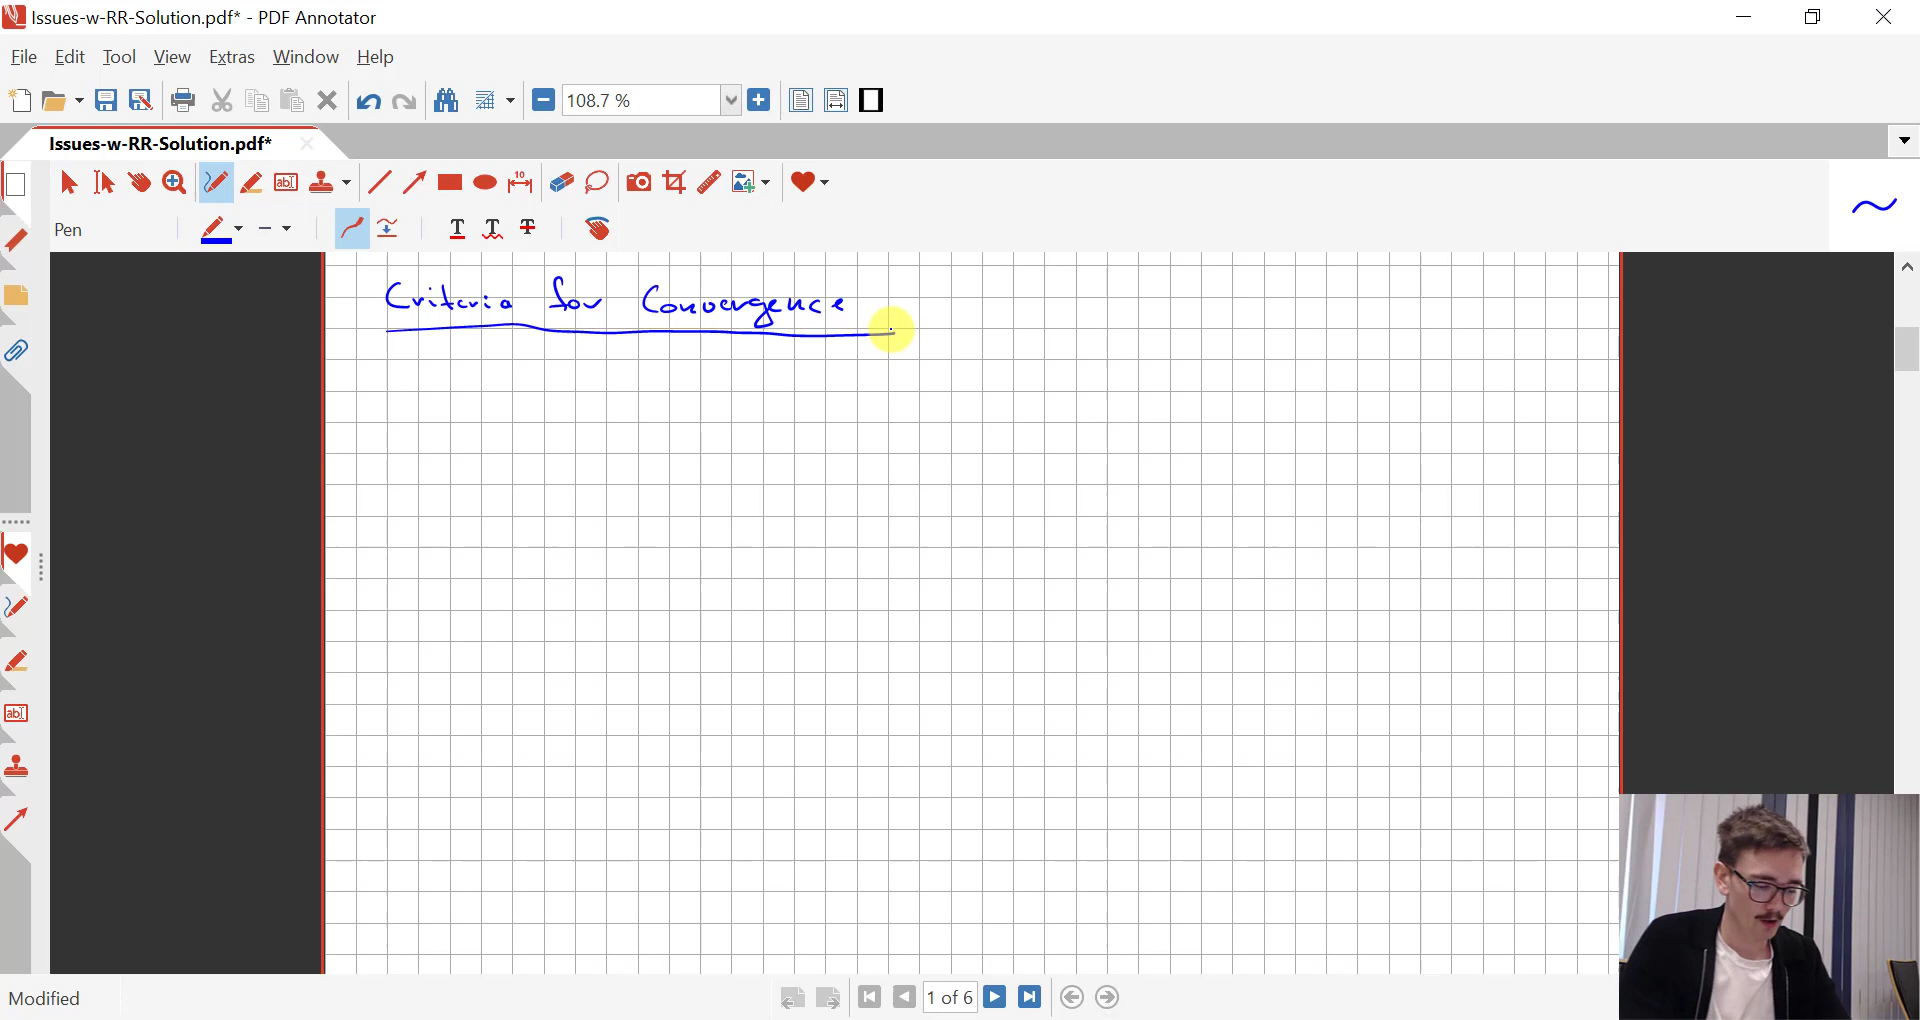 Issues-w-RR-Solution.pdf* - PDF Annotator
File Edit Tool View Extras Window Help
108.7 %
Issues-w-RR-Solution.pdf*
10
Pen
T T T
Criteria for Convergence
Modified
1 of 6